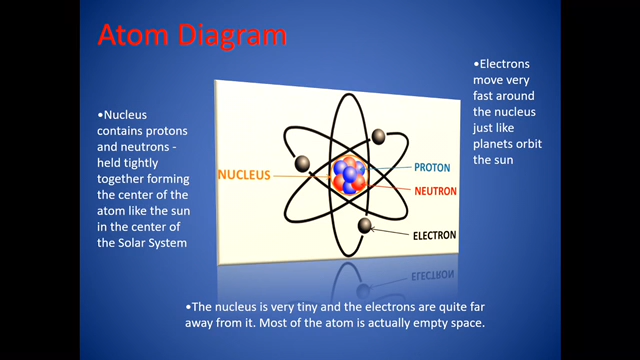 Atom Diagram
•Nucleus
contains protons
and neutrons -
held tightly
together forming
the center of the
atom like the sun
in the center of
the Solar System
NUCLEUS
PROTON
NEUTRON
ELECTRON
ELECTRON
•Electrons
move very
fast around
the nucleus
just like
planets orbit
the sun
•The nucleus is very tiny and the electrons are quite far
away from it. Most of the atom is actually empty space.